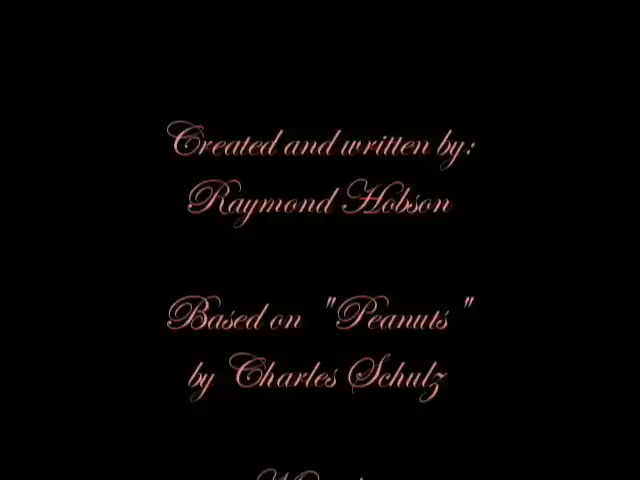 Created and written by:
Raymond Hobson
Based on "Peanuts"
by Charles Schulz